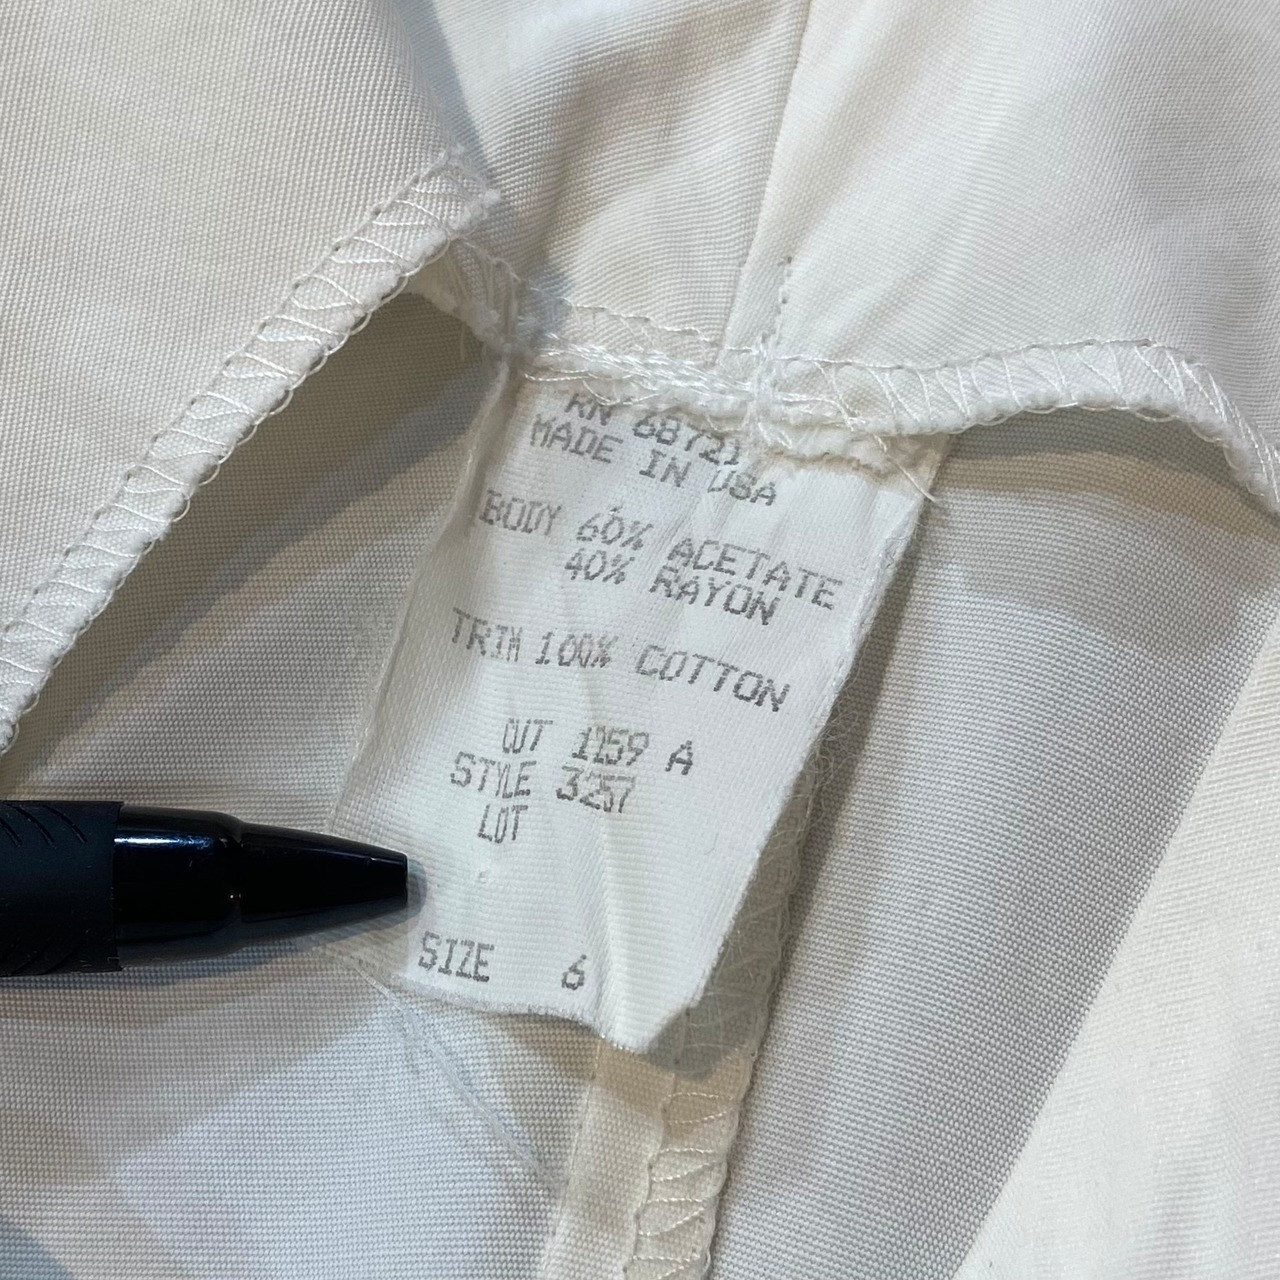 RN 68721
MADE IN USA
BODY 60% ACETATE
40% RAYON
TRIM 100% COTTON
CUT 1159 A
STYLE 3257
LOT
SIZE 6